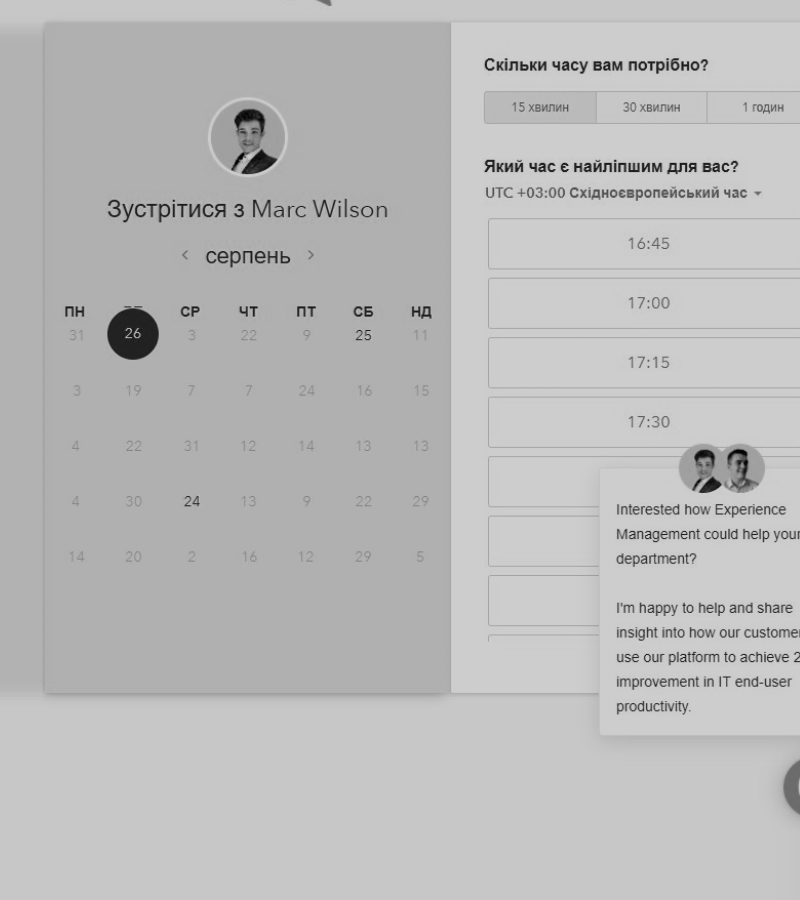 Зустрітися з Marc Wilson
серпень
ПН СР ЧТ ПТ СБ НД
31 26 3 22 9 25 11
3 19 7 7 24 16 15
4 22 31 12 14 13 13
4 30 24 13 9 22 29
14 20 2 16 12 29 5
Скільки часу вам потрібно?
15 хвилин 30 хвилин 1 годин
Який час є найліпшим для вас?
UTC +03:00 Східноєвропейський час
16:45
17:00
17:15
17:30
Interested how Experience
Management could help your
department?
I'm happy to help and share
insight into how our customer
use our platform to achieve 2
improvement in IT end-user
productivity.